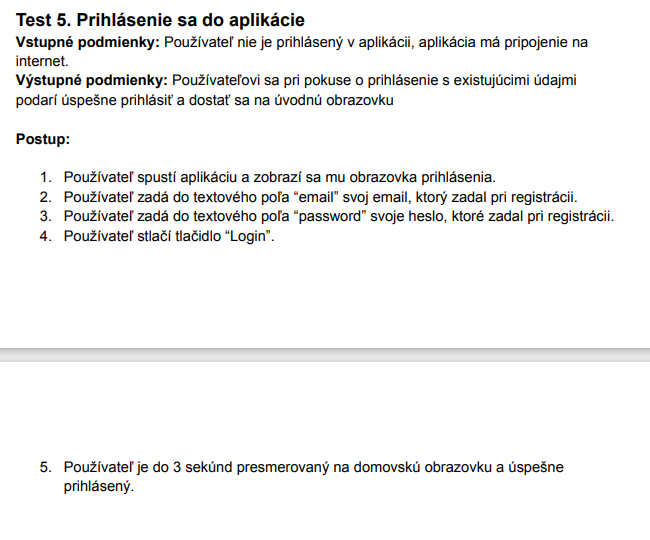 Test 5. Prihlásenie sa do aplikácie
Vstupné podmienky: Používateľ nie je prihlásený v aplikácii, aplikácia má pripojenie na
internet.
Výstupné podmienky: Používateľovi sa pri pokuse o prihlásenie s existujúcimi údajmi
podarí úspešne prihlásiť a dostať sa na úvodnú obrazovku
Postup:
1. Používateľ spustí aplikáciu a zobrazí sa mu obrazovka prihlásenia.
2. Používateľ zadá do textového poľa “email” svoj email, ktorý zadal pri registrácii.
3. Používateľ zadá do textového poľa “password” svoje heslo, ktoré zadal pri registrácii.
4. Používateľ stlačí tlačidlo “Login”.
5. Používateľ je do 3 sekúnd presmerovaný na domovskú obrazovku a úspešne
prihlásený.